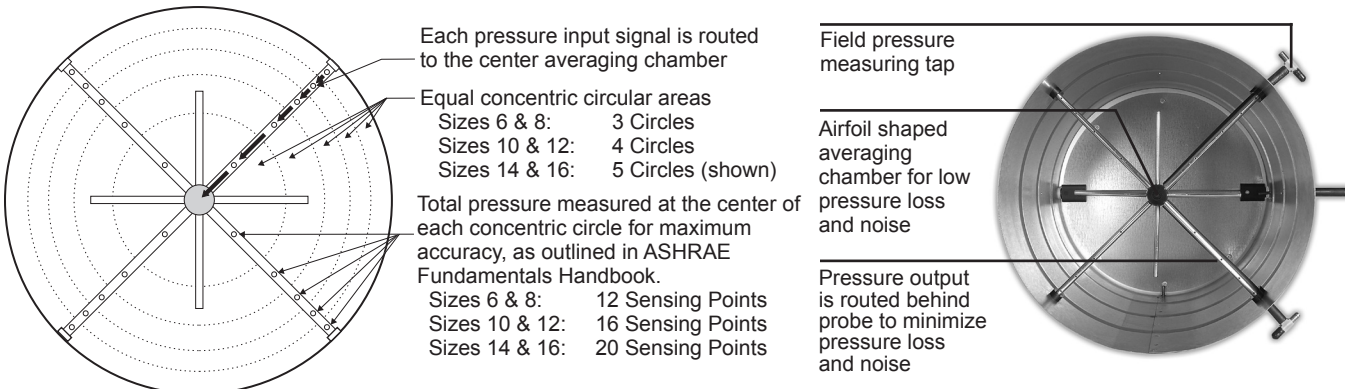 Each pressure input signal is routed
to the center averaging chamber
Equal concentric circular areas
Sizes 6 & 8: 3 Circles
Sizes 10 & 12: 4 Circles
Sizes 14 & 16: 5 Circles (shown)
Total pressure measured at the center of
each concentric circle for maximum
accuracy, as outlined in ASHRAE
Fundamentals Handbook.
Sizes 6 & 8: 12 Sensing Points
Sizes 10 & 12: 16 Sensing Points
Sizes 14 & 16: 20 Sensing Points
Field pressure
measuring tap
Airfoil shaped
averaging
chamber for low
pressure loss
and noise
Pressure output
is routed behind
probe to minimize
pressure loss
and noise